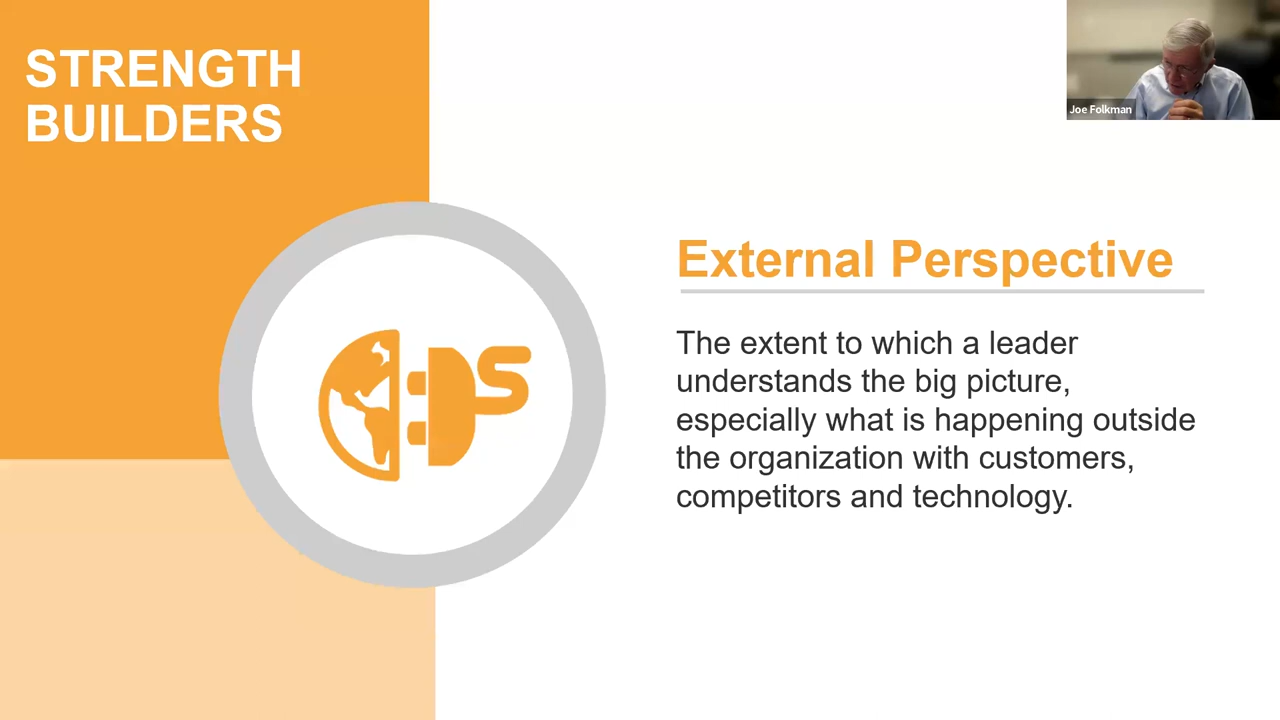 STRENGTH
BUILDERS
Joe Folkman
External Perspective
The extent to which a leader
understands the big picture,
especially what is happening outside
the organization with customers,
competitors and technology.